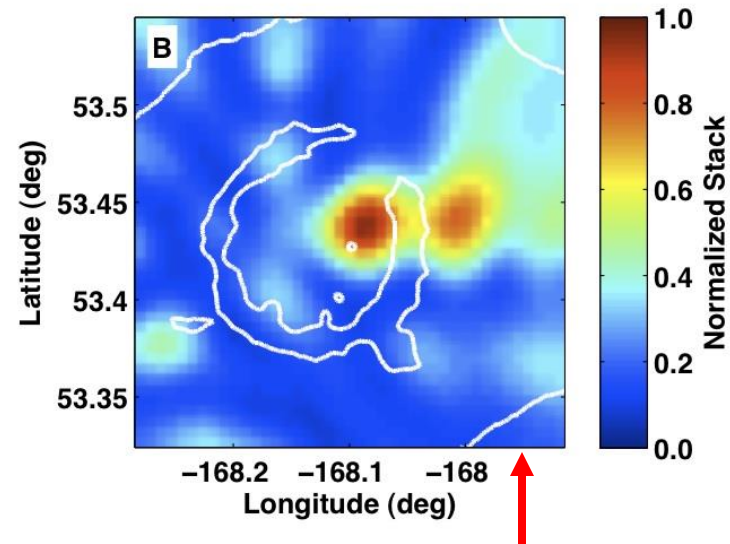 B
53.5
53.45
53.4
53.35
Latitude (deg)
−168.2 −168.1 −168
Longitude (deg)
1.0
0.8
0.6
0.4
0.2
0.0
Normalized Stack